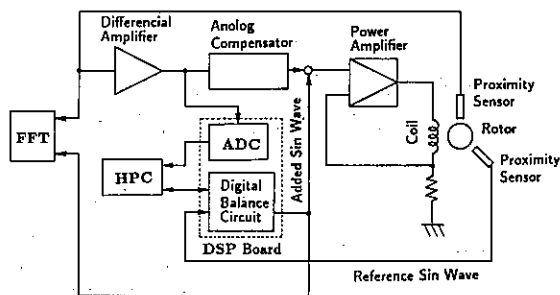 Differencial
Amplifier
Anolog
Compensator
Power
Amplifier
Proximity
Sensor
Coil
Rotor
FFT
ADC
Added Sin Wave
Proximity
Sensor
HPC
Digital
Balance
Circuit
DSP Board
Reference Sin Wave